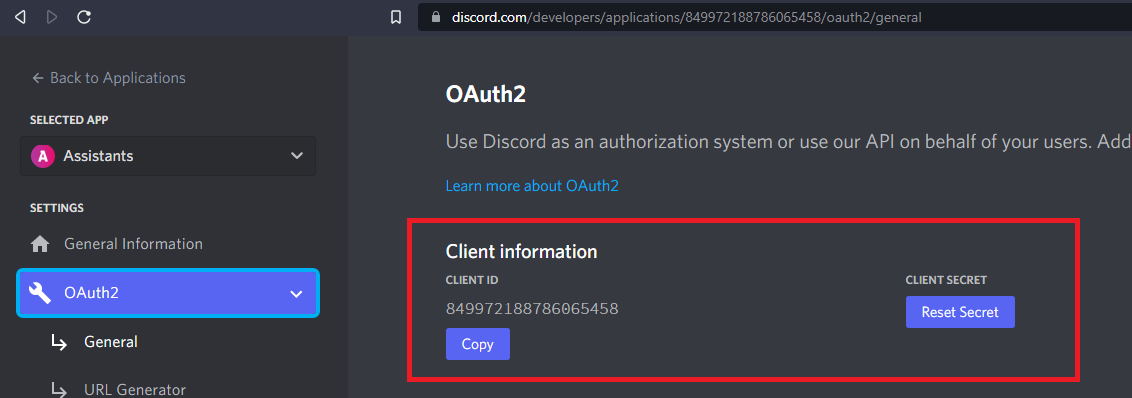 discord.com/developers/applications/849972188786065458/oauth2/general
Back to Applications
SELECTED APP
A Assistants
SETTINGS
General Information
OAuth2
General
URL Generator
OAuth2
Use Discord as an authorization system or use our API on behalf of your users. Add
Learn more about OAuth2
Client information
CLIENT ID
849972188786065458
Copy
CLIENT SECRET
Reset Secret